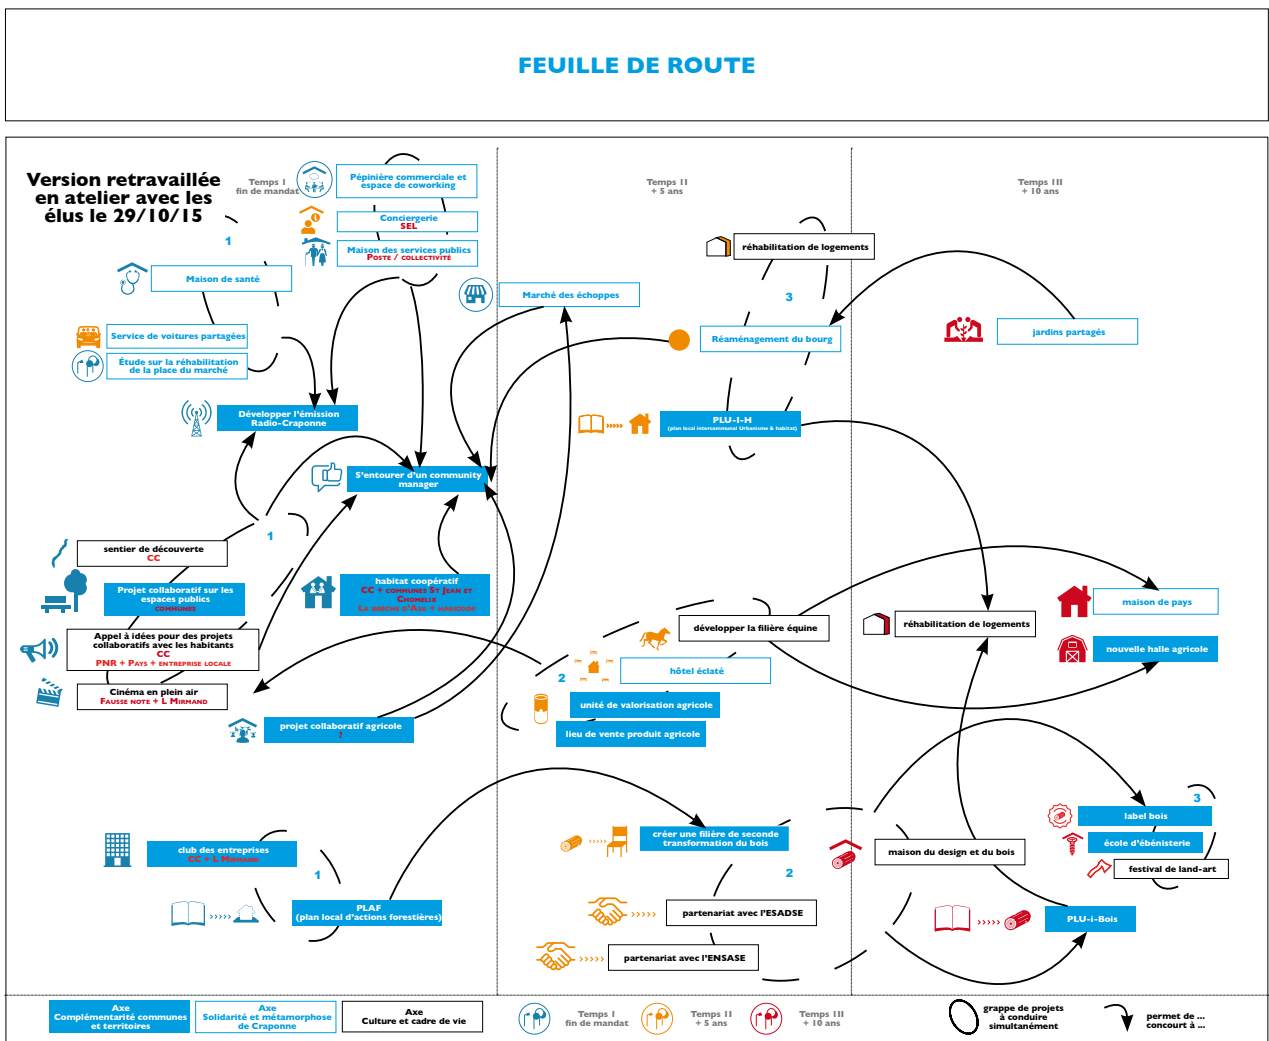 FEUILLE DE ROUTE
Version retravaillée
en atelier avec les
élus le 29/10/15
Temps I
fin de mandat
Temps II
+ 5 ans
Temps III
+ 10 ans
Pépinière commerciale et
espace de coworking
Conciergerie
SEL
Maison des services publics
Poste / collectivité
1
Maison de santé
Service de voitures partagées
Étude sur la réhabilitation
de la place du marché
Développer l'émission
Radio-Craponne
S'entourer d'un community
manager
Marché des échoppes
réhabilitation de logements
3
Réaménagement du bourg
PLU-I-H
(plan local intercommunal Urbanisme & habitat)
jardins partagés
1
sentier de découverte
CC
Projet collaboratif sur les
espaces publics
communes
Appel à idées pour des projets
collaboratifs avec les habitants
CC
PNR + Pays + entreprise locale
Cinéma en plein air
Fausse note + L Mirmand
habitat coopératif
CC + communes St Jean et
Chomelix
La brêche d'Asa + habicoop
projet collaboratif agricole
?
développer la filière équine
2
hôtel éclaté
unité de valorisation agricole
lieu de vente produit agricole
réhabilitation de logements
maison de pays
nouvelle halle agricole
club des entreprises
CC + L Mirmand
1
PLAF
(plan local d'actions forestières)
créer une filière de seconde
transformation du bois
2
partenariat avec l'ESADSE
partenariat avec l'ENSASE
maison du design et du bois
3
label bois
école d'ébénisterie
festival de land-art
PLU-i-Bois
Axe
Complémentarité communes
et territoires
Axe
Solidarité et métamorphose
de Craponne
Axe
Culture et cadre de vie
Temps I
fin de mandat
Temps II
+ 5 ans
Temps III
+ 10 ans
grappe de projets
à conduire
simultanément
permet de ...
concourt à ...